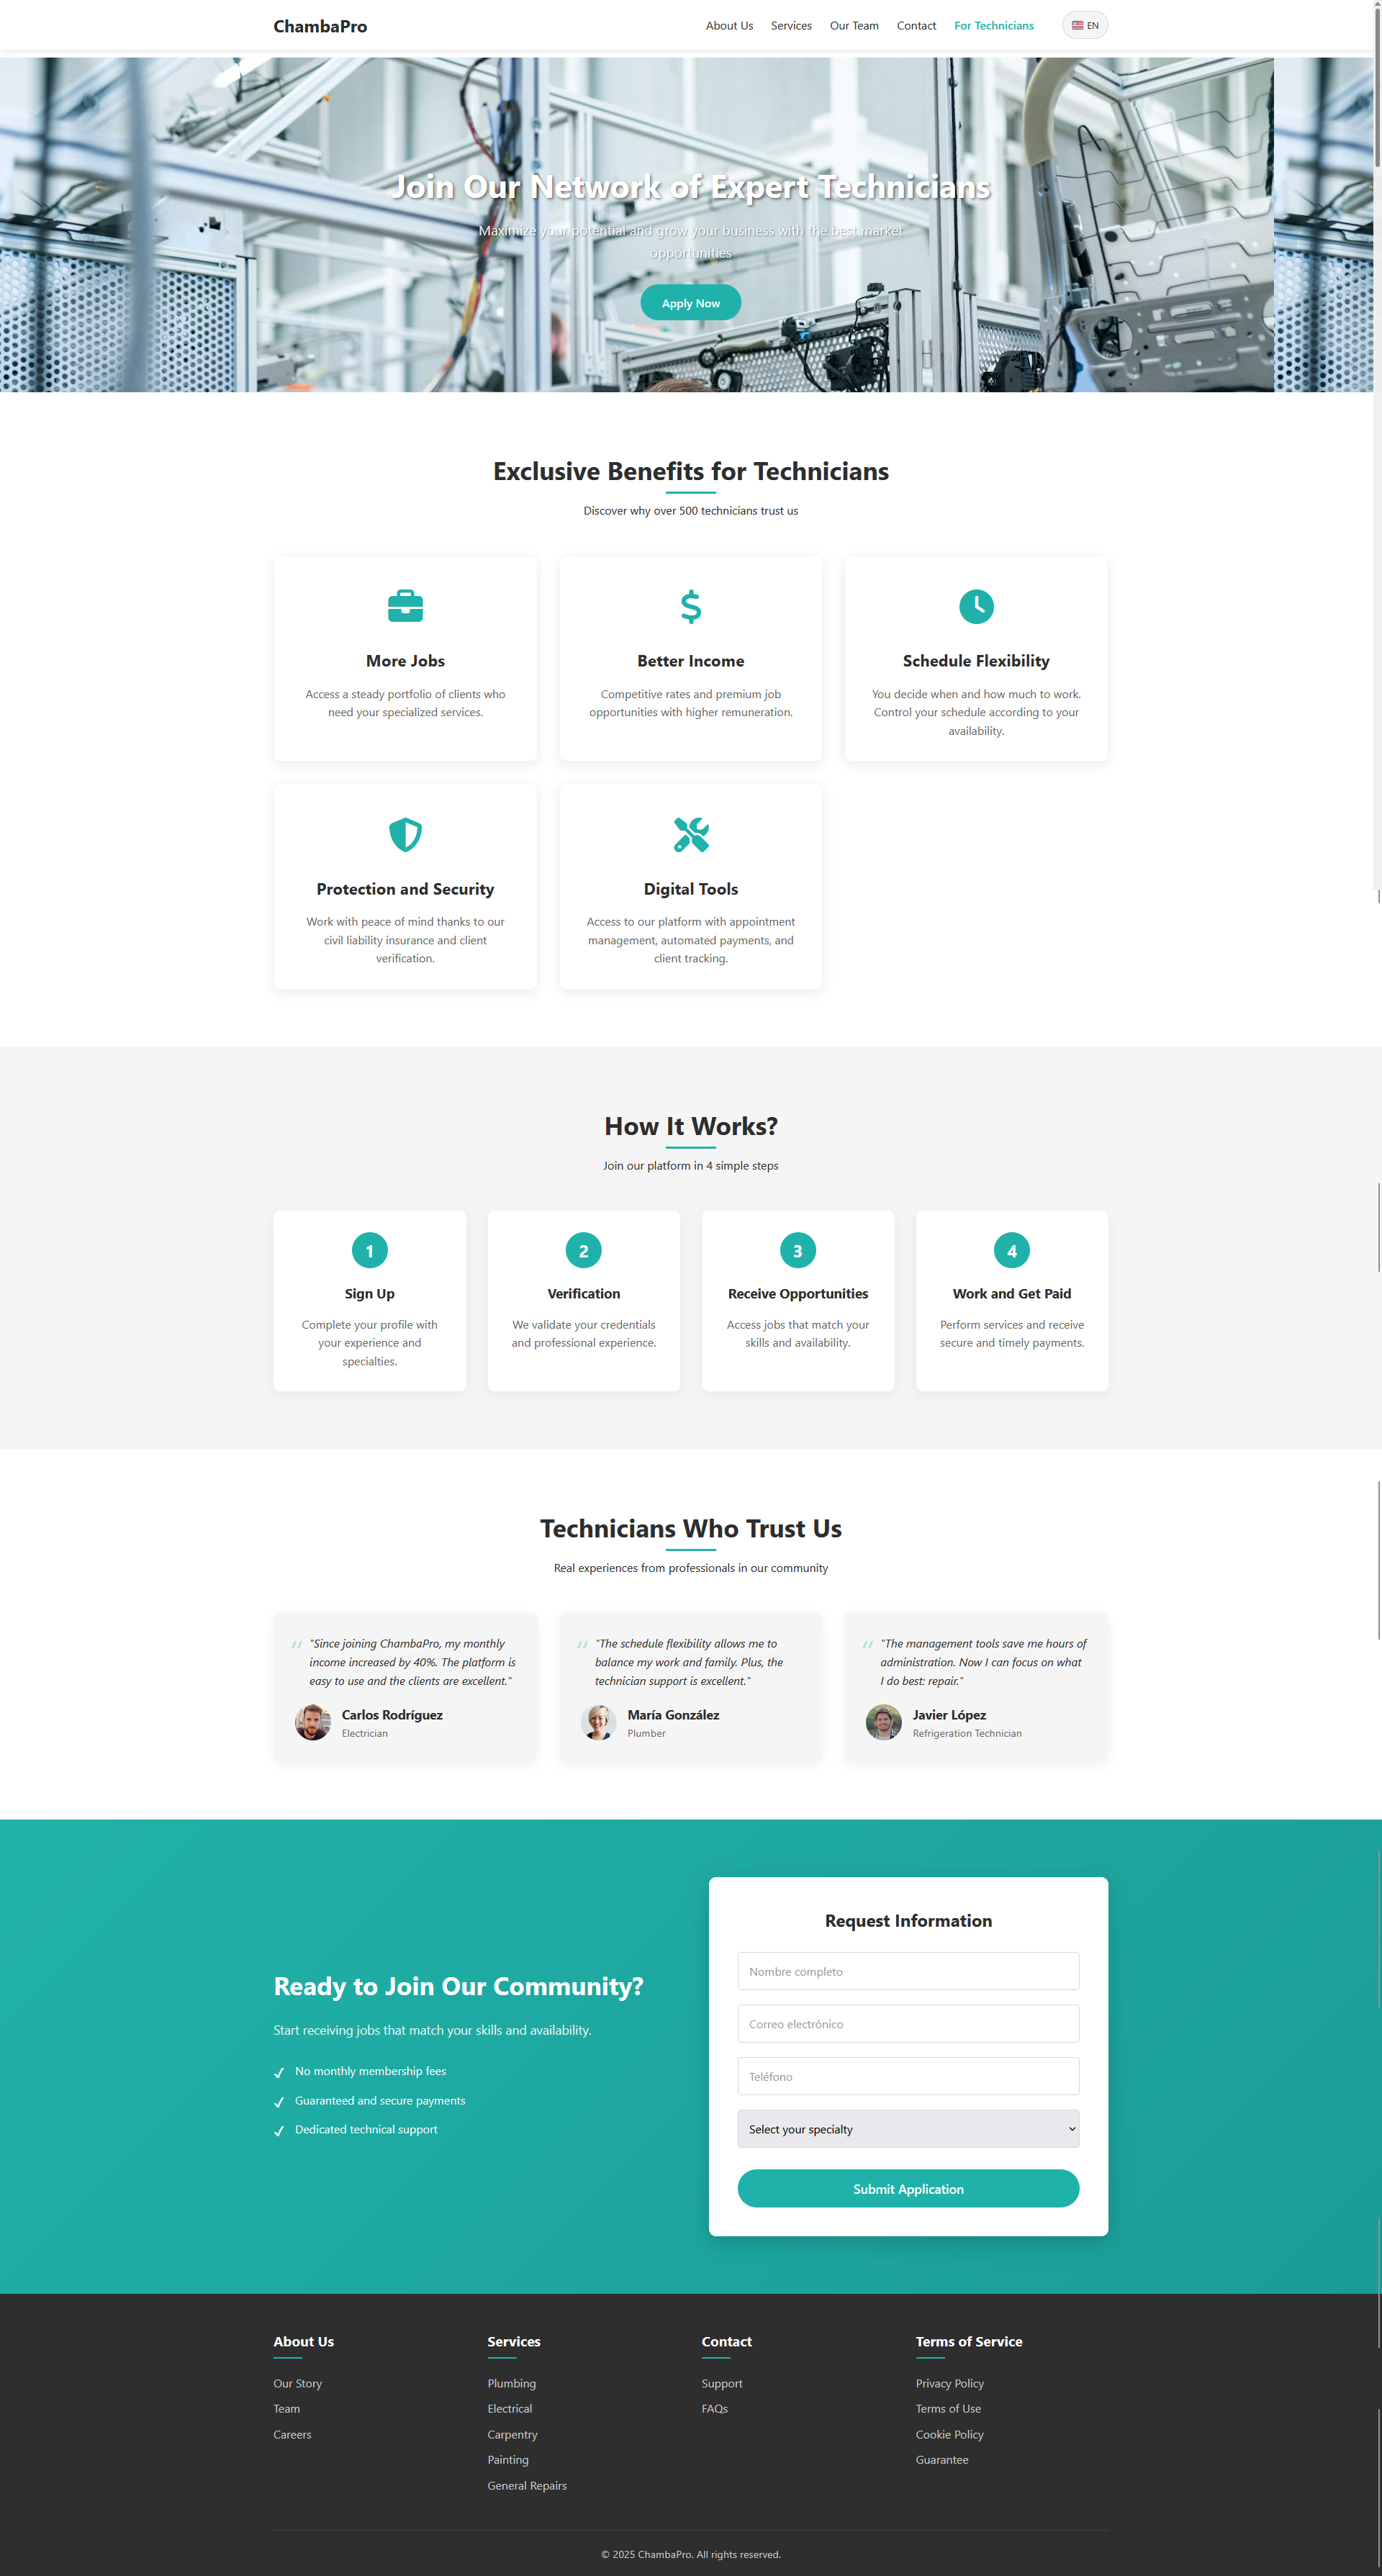 ChambaPro
About Us
Services
Our Team
Contact
For Technicians
EN
Join Our Network of Expert Technicians
Maximize your potential and grow your business with the best market
opportunities
Apply Now
Exclusive Benefits for Technicians
Discover why over 500 technicians trust us
More Jobs
Access a steady portfolio of clients who
need your specialized services.
Better Income
Competitive rates and premium job
opportunities with higher remuneration.
Schedule Flexibility
You decide when and how much to work.
Control your schedule according to your
availability.
Protection and Security
Work with peace of mind thanks to our
civil liability insurance and client
verification.
Digital Tools
Access to our platform with appointment
management, automated payments, and
client tracking.
How It Works?
Join our platform in 4 simple steps
1
Sign Up
Complete your profile with
your experience and
specialties.
2
Verification
We validate your credentials
and professional experience.
3
Receive Opportunities
Access jobs that match your
skills and availability.
4
Work and Get Paid
Perform services and receive
secure and timely payments.
Technicians Who Trust Us
Real experiences from professionals in our community
"Since joining ChambaPro, my monthly
income increased by 40%. The platform is
easy to use and the clients are excellent."
Carlos Rodríguez
Electrician
"The schedule flexibility allows me to
balance my work and family. Plus, the
technician support is excellent."
María González
Plumber
"The management tools save me hours of
administration. Now I can focus on what
I do best: repair."
Javier López
Refrigeration Technician
Ready to Join Our Community?
Start receiving jobs that match your skills and availability.
No monthly membership fees
Guaranteed and secure payments
Dedicated technical support
Request Information
Nombre completo
Correo electrónico
Teléfono
Select your specialty
Submit Application
About Us
Our Story
Team
Careers
Services
Plumbing
Electrical
Carpentry
Painting
General Repairs
Contact
Support
FAQs
Terms of Service
Privacy Policy
Terms of Use
Cookie Policy
Guarantee
© 2025 ChambaPro. All rights reserved.